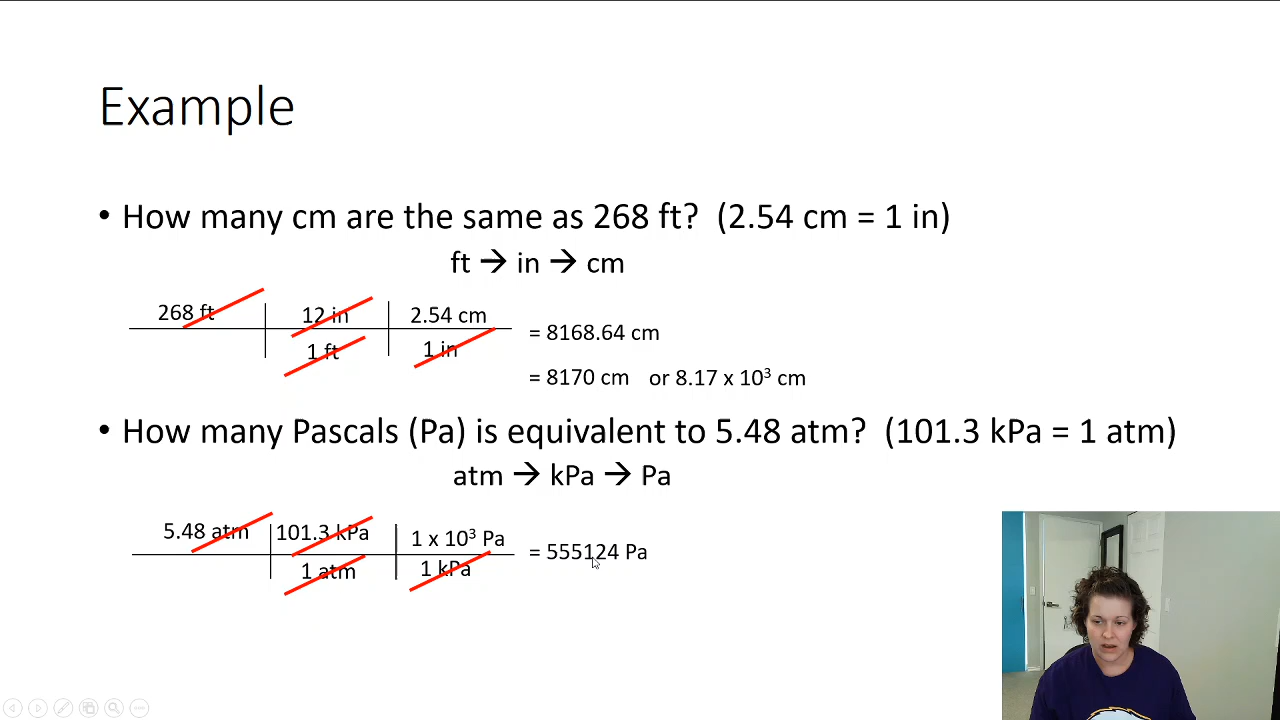 Example
• How many cm are the same as 268 ft? (2.54 cm = 1 in)
ft → in → cm
268 ft 12 in 2.54 cm
1 ft 1 in
= 8168.64 cm
= 8170 cm or 8.17 x 10³ cm
• How many Pascals (Pa) is equivalent to 5.48 atm? (101.3 kPa = 1 atm)
atm → kPa → Pa
5.48 atm 101.3 kPa 1 x 10³ Pa
1 atm 1 kPa
= 555124 Pa